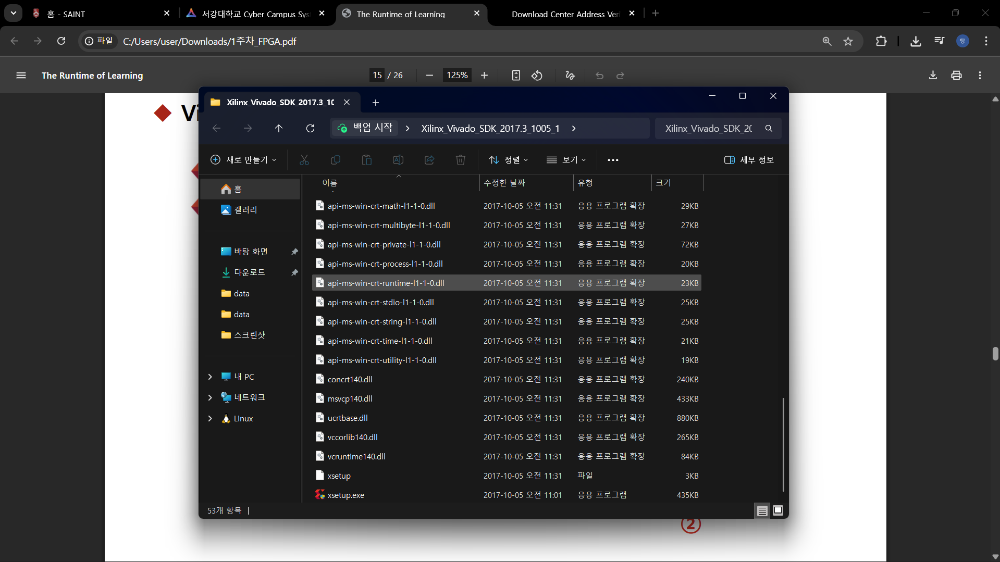 홈 - SAINT
서강대학교 Cyber Campus Sys
The Runtime of Learning
Download Center Address Veri
파일
C:/Users/user/Downloads/1주차_FPGA.pdf
탕
The Runtime of Learning
15 / 26
125%
Vi
Xilinx_Vivado_SDK_2017.3_10
백업 시작
Xilinx_Vivado_SDK_2017.3_1005_1
Xilinx_Vivado_SDK_20
새로 만들기
정렬
보기
세부 정보
홈
갤러리
바탕 화면
다운로드
data
data
스크린샷
내 PC
네트워크
Linux
이름 수정한 날짜 유형 크기
api-ms-win-crt-math-l1-1-0.dll 2017-10-05 오전 11:31 응용 프로그램 확장 29KB
api-ms-win-crt-multibyte-l1-1-0.dll 2017-10-05 오전 11:31 응용 프로그램 확장 27KB
api-ms-win-crt-private-l1-1-0.dll 2017-10-05 오전 11:31 응용 프로그램 확장 72KB
api-ms-win-crt-process-l1-1-0.dll 2017-10-05 오전 11:31 응용 프로그램 확장 20KB
api-ms-win-crt-runtime-l1-1-0.dll 2017-10-05 오전 11:31 응용 프로그램 확장 23KB
api-ms-win-crt-stdio-l1-1-0.dll 2017-10-05 오전 11:31 응용 프로그램 확장 25KB
api-ms-win-crt-string-l1-1-0.dll 2017-10-05 오전 11:31 응용 프로그램 확장 25KB
api-ms-win-crt-time-l1-1-0.dll 2017-10-05 오전 11:31 응용 프로그램 확장 21KB
api-ms-win-crt-utility-l1-1-0.dll 2017-10-05 오전 11:31 응용 프로그램 확장 19KB
concrt140.dll 2017-10-05 오전 11:31 응용 프로그램 확장 240KB
msvcp140.dll 2017-10-05 오전 11:31 응용 프로그램 확장 433KB
ucrtbase.dll 2017-10-05 오전 11:31 응용 프로그램 확장 880KB
vccorlib140.dll 2017-10-05 오전 11:31 응용 프로그램 확장 265KB
vcruntime140.dll 2017-10-05 오전 11:31 응용 프로그램 확장 84KB
xsetup 2017-10-05 오전 11:31 파일 3KB
xsetup.exe 2017-10-05 오전 11:01 응용 프로그램 435KB
53개 항목
②